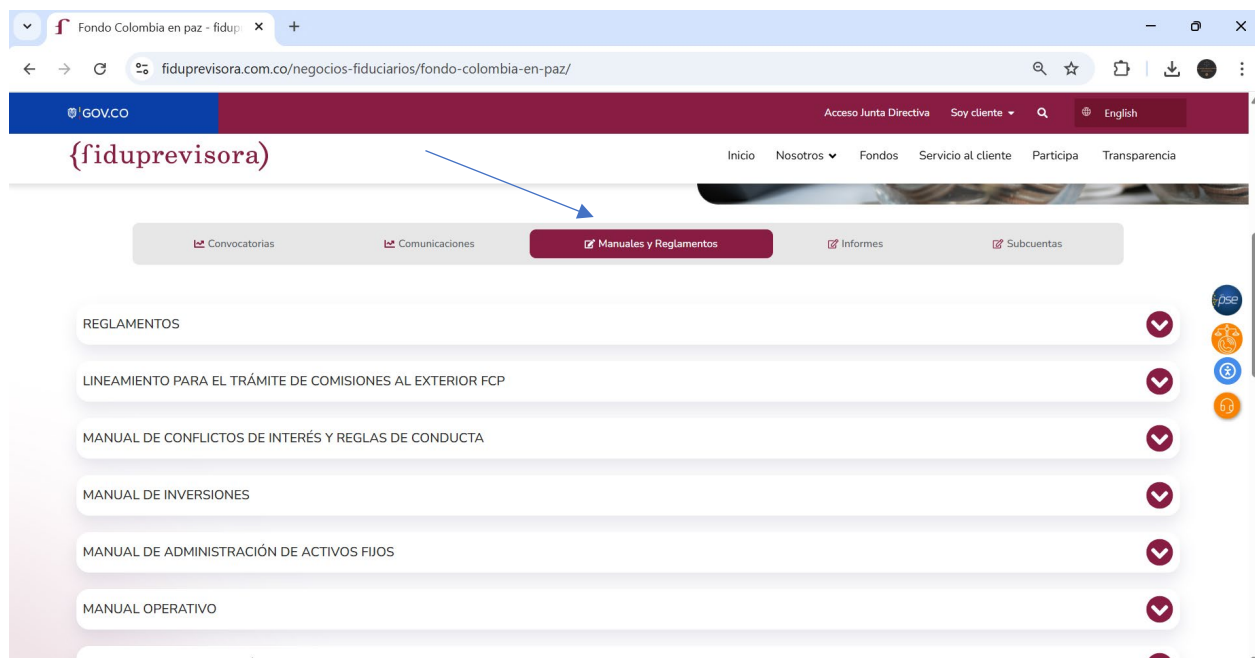 Fondo Colombia en paz - fidup
fiduprevisora.com.co/negocios-fiduciarios/fondo-colombia-en-paz/
GOV.CO
Acceso Junta Directiva Soy cliente English
{fiduprevisora)
Inicio Nosotros Fondos Servicio al cliente Participa Transparencia
Convocatorias Comunicaciones Manuales y Reglamentos Informes Subcuentas
pse
REGLAMENTOS
LINEAMIENTO PARA EL TRÁMITE DE COMISIONES AL EXTERIOR FCP
MANUAL DE CONFLICTOS DE INTERÉS Y REGLAS DE CONDUCTA
MANUAL DE INVERSIONES
MANUAL DE ADMINISTRACIÓN DE ACTIVOS FIJOS
MANUAL OPERATIVO